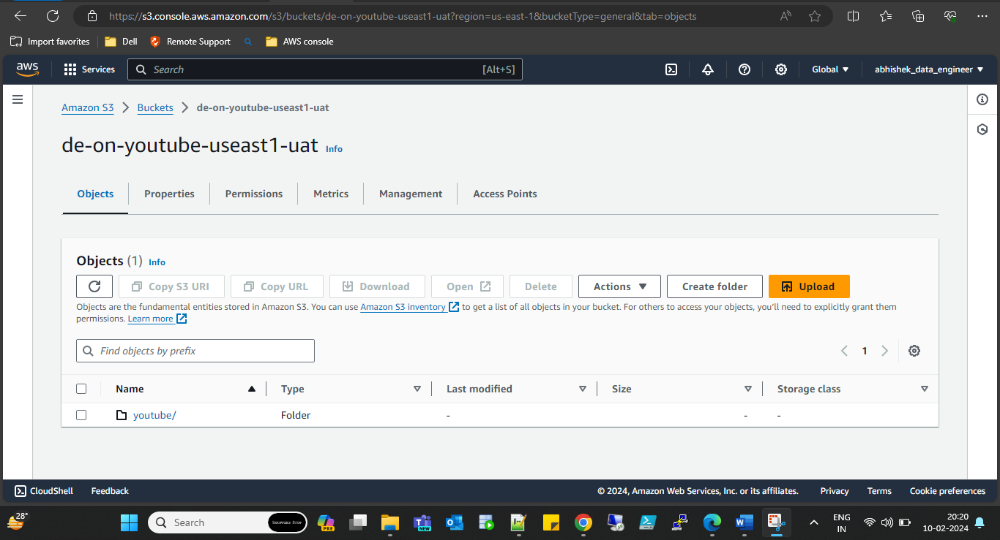 https://s3.console.aws.amazon.com/s3/buckets/de-on-youtube-useast1-uat?region=us-east-1&bucketType=general&tab=objects
Import favorites Dell Remote Support AWS console
aws Services Search [Alt+S] Global abhishek_data_engineer
Amazon S3 Buckets de-on-youtube-useast1-uat
de-on-youtube-useast1-uat Info
Objects Properties Permissions Metrics Management Access Points
Objects (1) Info
Copy S3 URI Copy URL Download Open Delete Actions Create folder Upload
Objects are the fundamental entities stored in Amazon S3. You can use Amazon S3 inventory to get a list of all objects in your bucket. For others to access your objects, you'll need to explicitly grant them
permissions. Learn more
Find objects by prefix 1
Name Type Last modified Size Storage class
youtube/ Folder - - -
CloudShell Feedback © 2024, Amazon Web Services, Inc. or its affiliates. Privacy Terms Cookie preferences
28° Search Shoppers Stop PRE NEW ENG 20:20
IN 10-02-2024